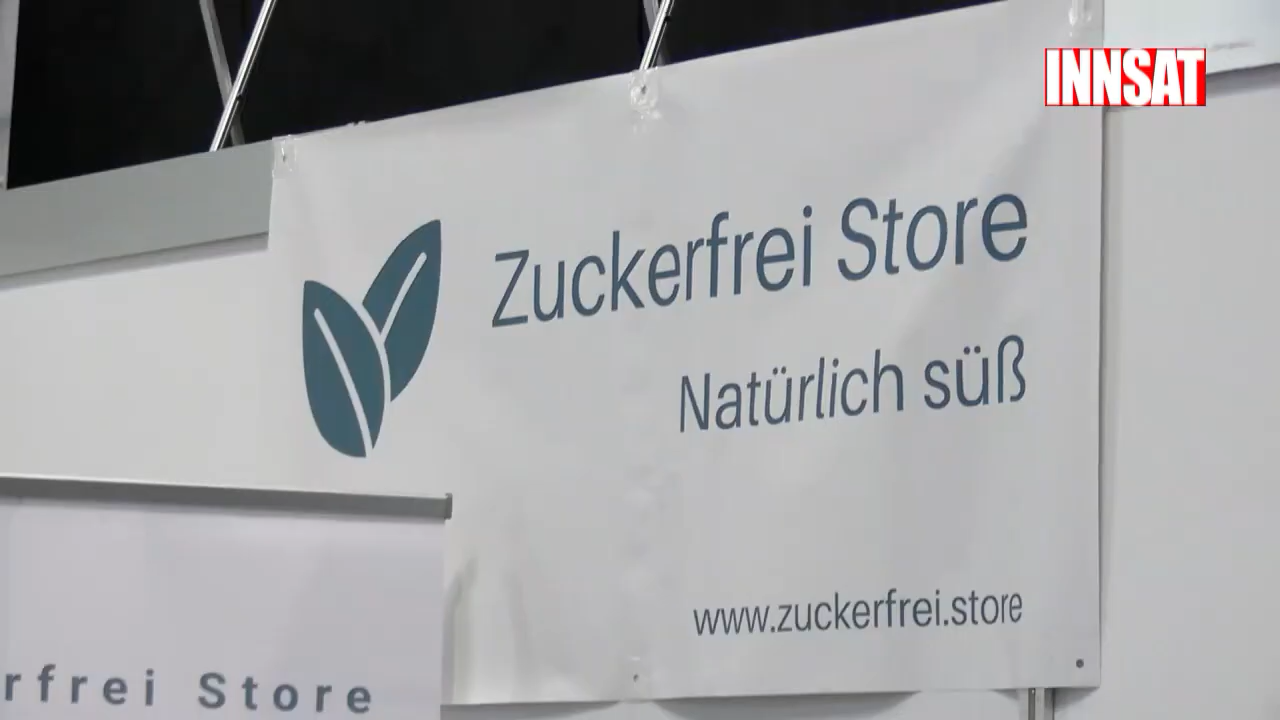 INNSAT
Zuckerfrei Store
Natürlich süß
www.zuckerfrei.store
rfrei Store